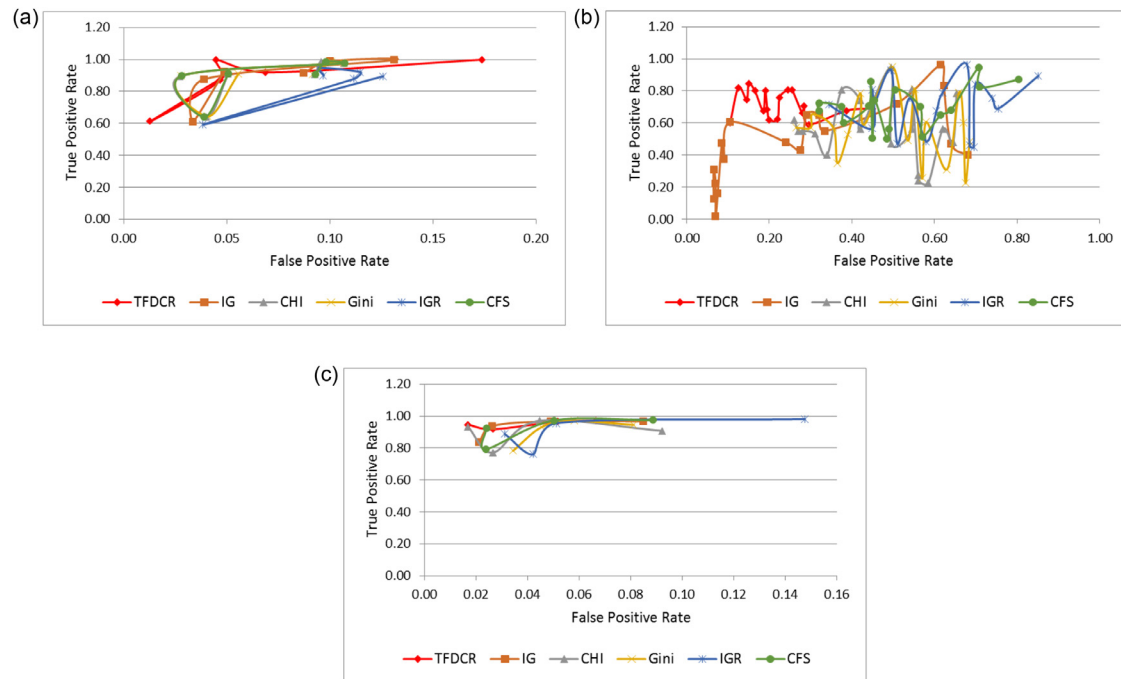 (a)
1.20
1.00
0.80
0.60
0.40
0.20
0.00
True Positive Rate
0.00 0.05 0.10 0.15 0.20
False Positive Rate
TFDCR IG CHI Gini IGR CFS
(b)
1.20
1.00
0.80
0.60
0.40
0.20
0.00
True Positive Rate
0.00 0.20 0.40 0.60 0.80 1.00
False Positive Rate
TFDCR IG CHI Gini IGR CFS
(c)
1.20
1.00
0.80
0.60
0.40
0.20
0.00
True Positive Rate
0.00 0.02 0.04 0.06 0.08 0.10 0.12 0.14 0.16
False Positive Rate
TFDCR IG CHI Gini IGR CFS